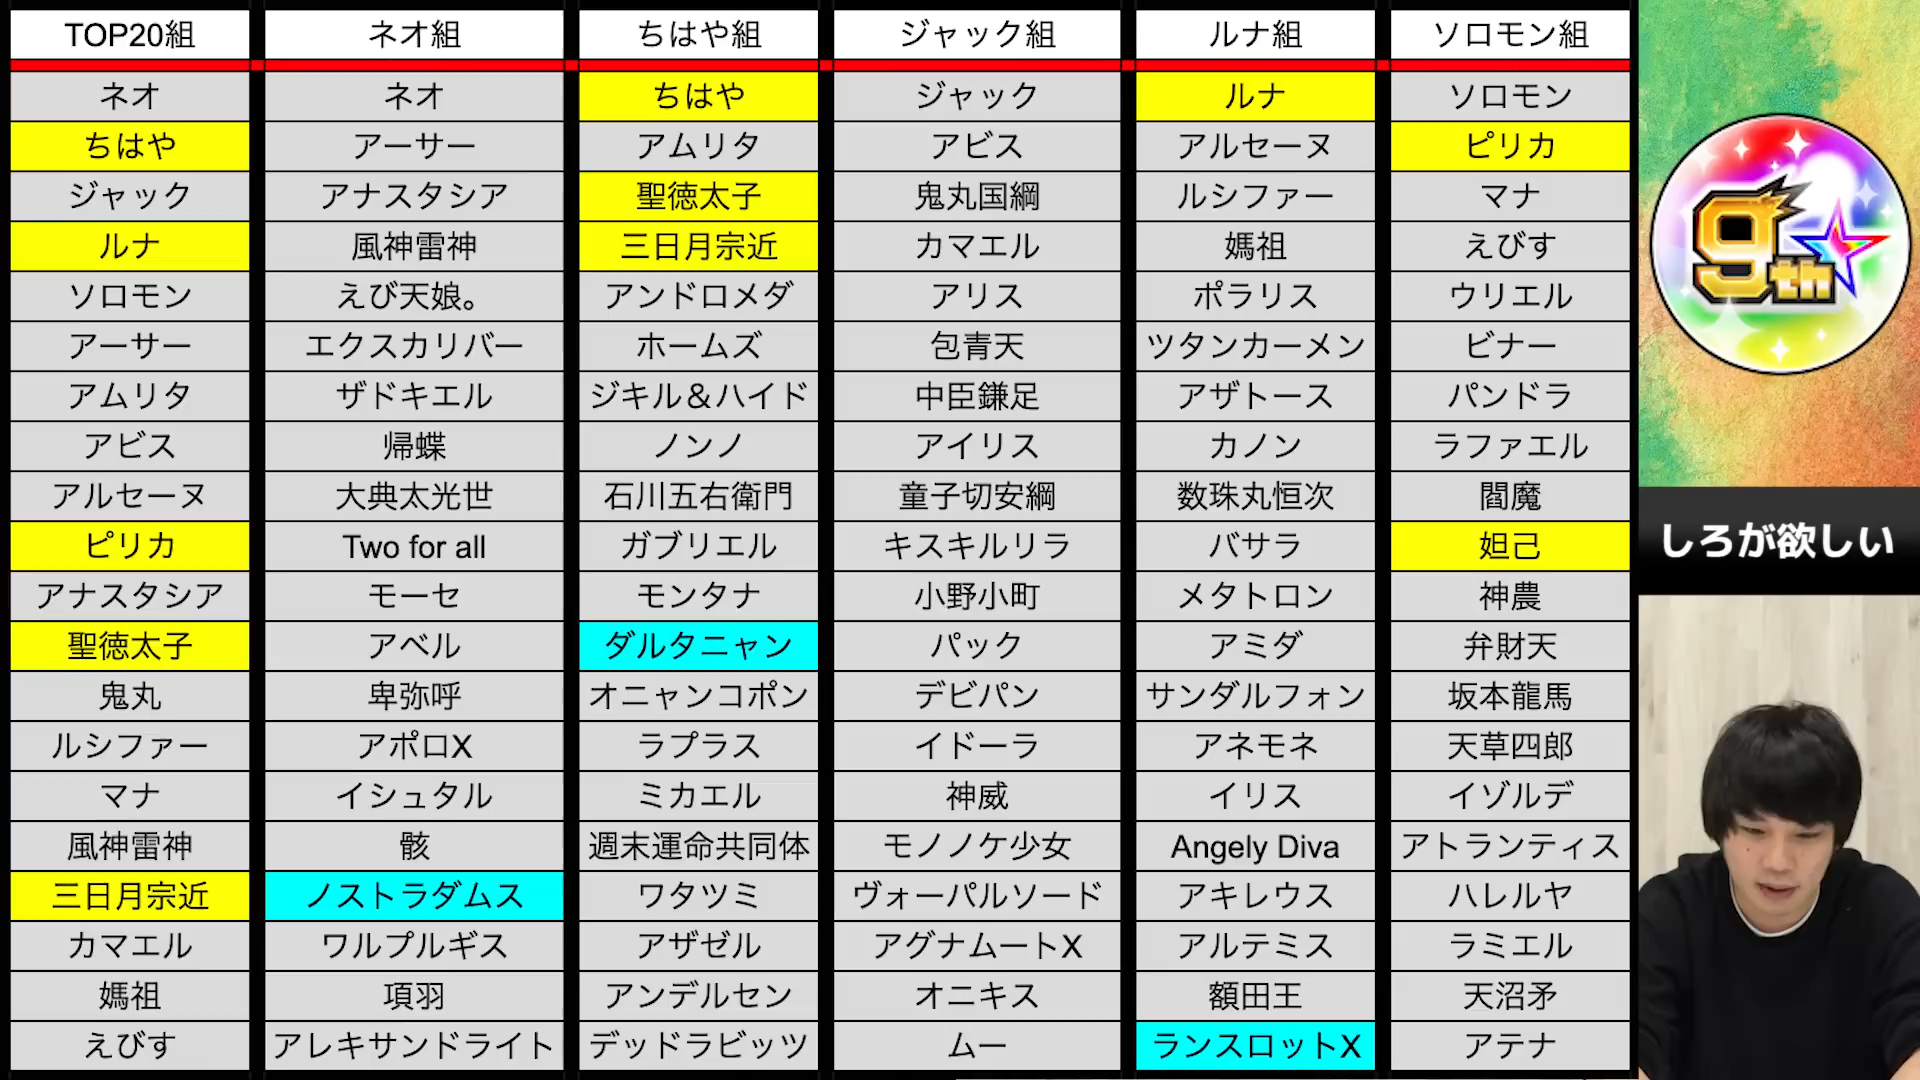 TOP20組 ネオ組 ちはや組 ジャック組 ルナ組 ソロモン組
ネオ ネオ ちはや ジャック ルナ ソロモン
ちはや アーサー アムリタ アビス アルセーヌ ピリカ
ジャック アナスタシア 聖徳太子 鬼丸国綱 ルシファー マナ
ルナ 風神雷神 三日月宗近 カマエル 媽祖 えびす
ソロモン えび天娘。 アンドロメダ アリス ポラリス ウリエル
アーサー エクスカリバー ホームズ 包青天 ツタンカーメン ビナー
アムリタ ザドキエル ジキル＆ハイド 中臣鎌足 アザトース パンドラ
アビス 帰蝶 ノンノ アイリス カノン ラファエル
アルセーヌ 大典太光世 石川五右衛門 童子切安綱 数珠丸恒次 閻魔
ピリカ Two for all ガブリエル キスキルリラ バサラ 妲己
アナスタシア モーセ モンタナ 小野小町 メタトロン 神農
聖徳太子 アベル ダルタニャン パック アミダ 弁財天
鬼丸 卑弥呼 オニャンコポン デビパン サンダルフォン 坂本龍馬
ルシファー アポロX ラプラス イドーラ アネモネ 天草四郎
マナ イシュタル ミカエル 神威 イリス イゾルデ
風神雷神 骸 週末運命共同体 モノノケ少女 Angely Diva アトランティス
三日月宗近 ノストラダムス ワタツミ ヴォーパルソード アキレウス ハレルヤ
カマエル ワルプルギス アザゼル アグナムートX アルテミス ラミエル
媽祖 項羽 アンデルセン オニキス 額田王 天沼矛
えびす アレキサンドライト デッドラビッツ ムー ランスロットX アテナ
9th
しろが欲しい